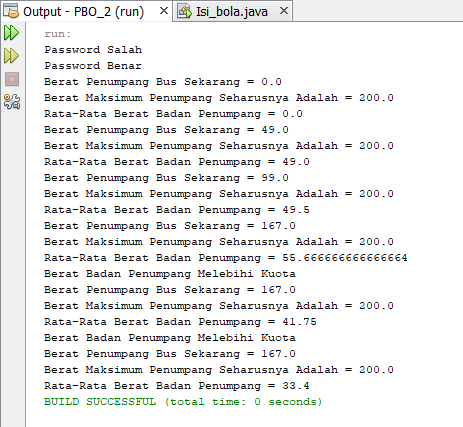 Output - PBO_2 (run)
Isi_bola.java
run:
Password Salah
Password Benar
Berat Penumpang Bus Sekarang = 0.0
Berat Maksimum Penumpang Seharusnya Adalah = 200.0
Rata-Rata Berat Badan Penumpang = 0.0
Berat Penumpang Bus Sekarang = 49.0
Berat Maksimum Penumpang Seharusnya Adalah = 200.0
Rata-Rata Berat Badan Penumpang = 49.0
Berat Penumpang Bus Sekarang = 99.0
Berat Maksimum Penumpang Seharusnya Adalah = 200.0
Rata-Rata Berat Badan Penumpang = 49.5
Berat Penumpang Bus Sekarang = 167.0
Berat Maksimum Penumpang Seharusnya Adalah = 200.0
Rata-Rata Berat Badan Penumpang = 55.666666666666664
Berat Badan Penumpang Melebihi Kuota
Berat Penumpang Bus Sekarang = 167.0
Berat Maksimum Penumpang Seharusnya Adalah = 200.0
Rata-Rata Berat Badan Penumpang = 41.75
Berat Badan Penumpang Melebihi Kuota
Berat Penumpang Bus Sekarang = 167.0
Berat Maksimum Penumpang Seharusnya Adalah = 200.0
Rata-Rata Berat Badan Penumpang = 33.4
BUILD SUCCESSFUL (total time: 0 seconds)